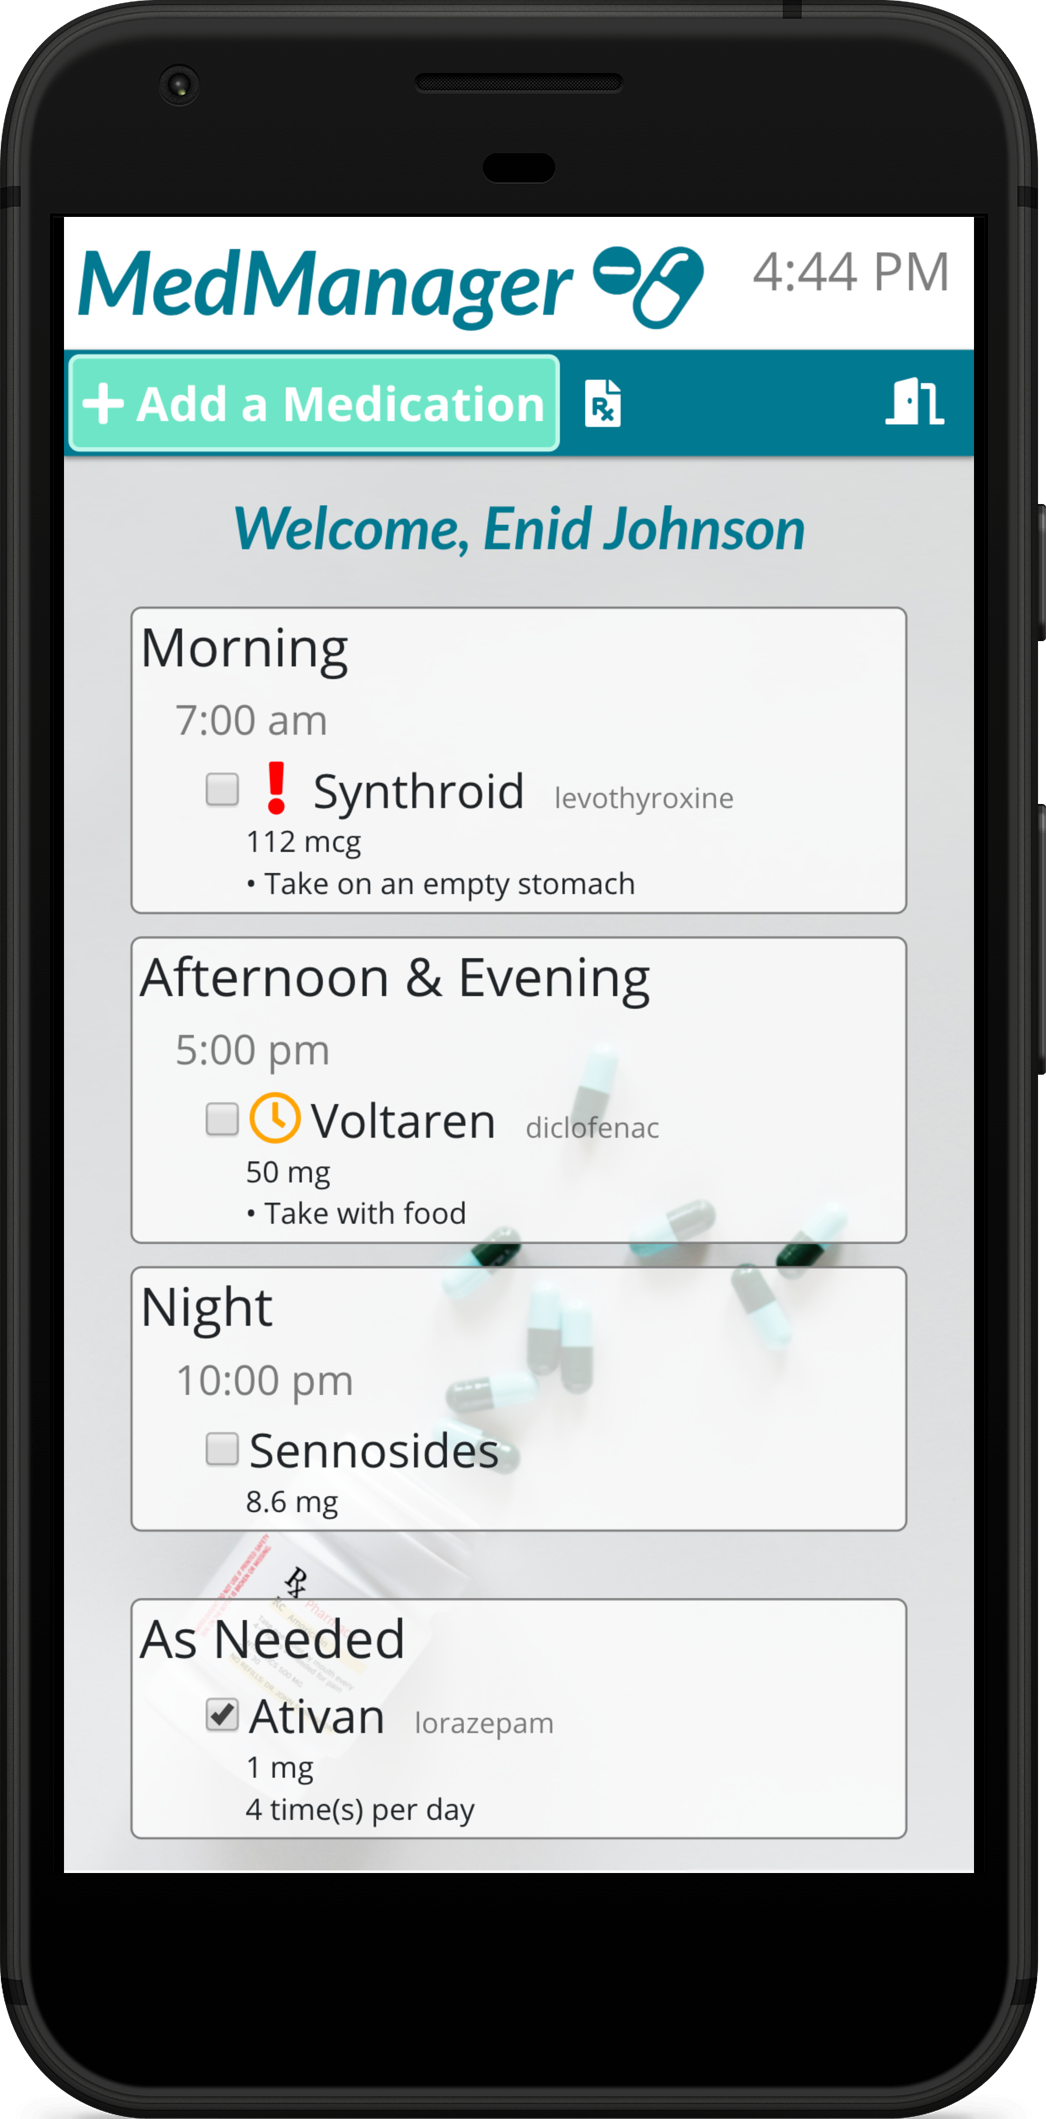 MedManager 4:44 PM
+ Add a Medication Rx
Welcome, Enid Johnson
Morning
7:00 am
! Synthroid levothyroxine
112 mcg
• Take on an empty stomach
Afternoon & Evening
5:00 pm
Voltaren diclofenac
50 mg
• Take with food
Night
10:00 pm
Sennosides
8.6 mg
Rx
As Needed
Ativan lorazepam
1 mg
4 time(s) per day